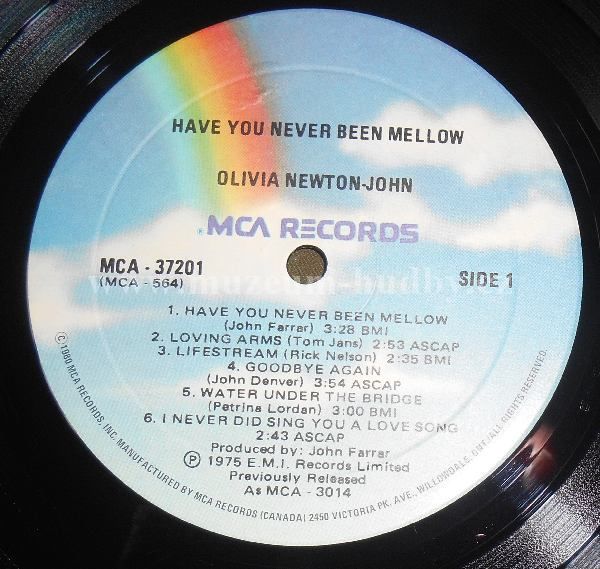 HAVE YOU NEVER BEEN MELLOW
OLIVIA NEWTON-JOHN
® MCA RECORDS
MCA - 37201
(MCA - 564)
SIDE 1
www.muzeum-hudby.cz
1. HAVE YOU NEVER BEEN MELLOW
(John Farrar) 3:28 BMI
2. LOVING ARMS (Tom Jans) 2:53 ASCAP
3. LIFESTREAM (Rick Nelson) 2:35 BMI
4. GOODBYE AGAIN
(John Denver) 3:54 ASCAP
5. WATER UNDER THE BRIDGE
(Petrina Lordan) 3:00 BMI
6. I NEVER DID SING YOU A LOVE SONG
2:43 ASCAP
Produced by: John Farrar
℗ 1975 E.M.I. Records Limited
Previously Released
As MCA - 3014
© 1980 MCA RECORDS, INC. MANUFACTURED BY MCA RECORDS (CANADA) 2450 VICTORIA PK. AVE., WILLOWDALE, ONT. ALL RIGHTS RESERVED.